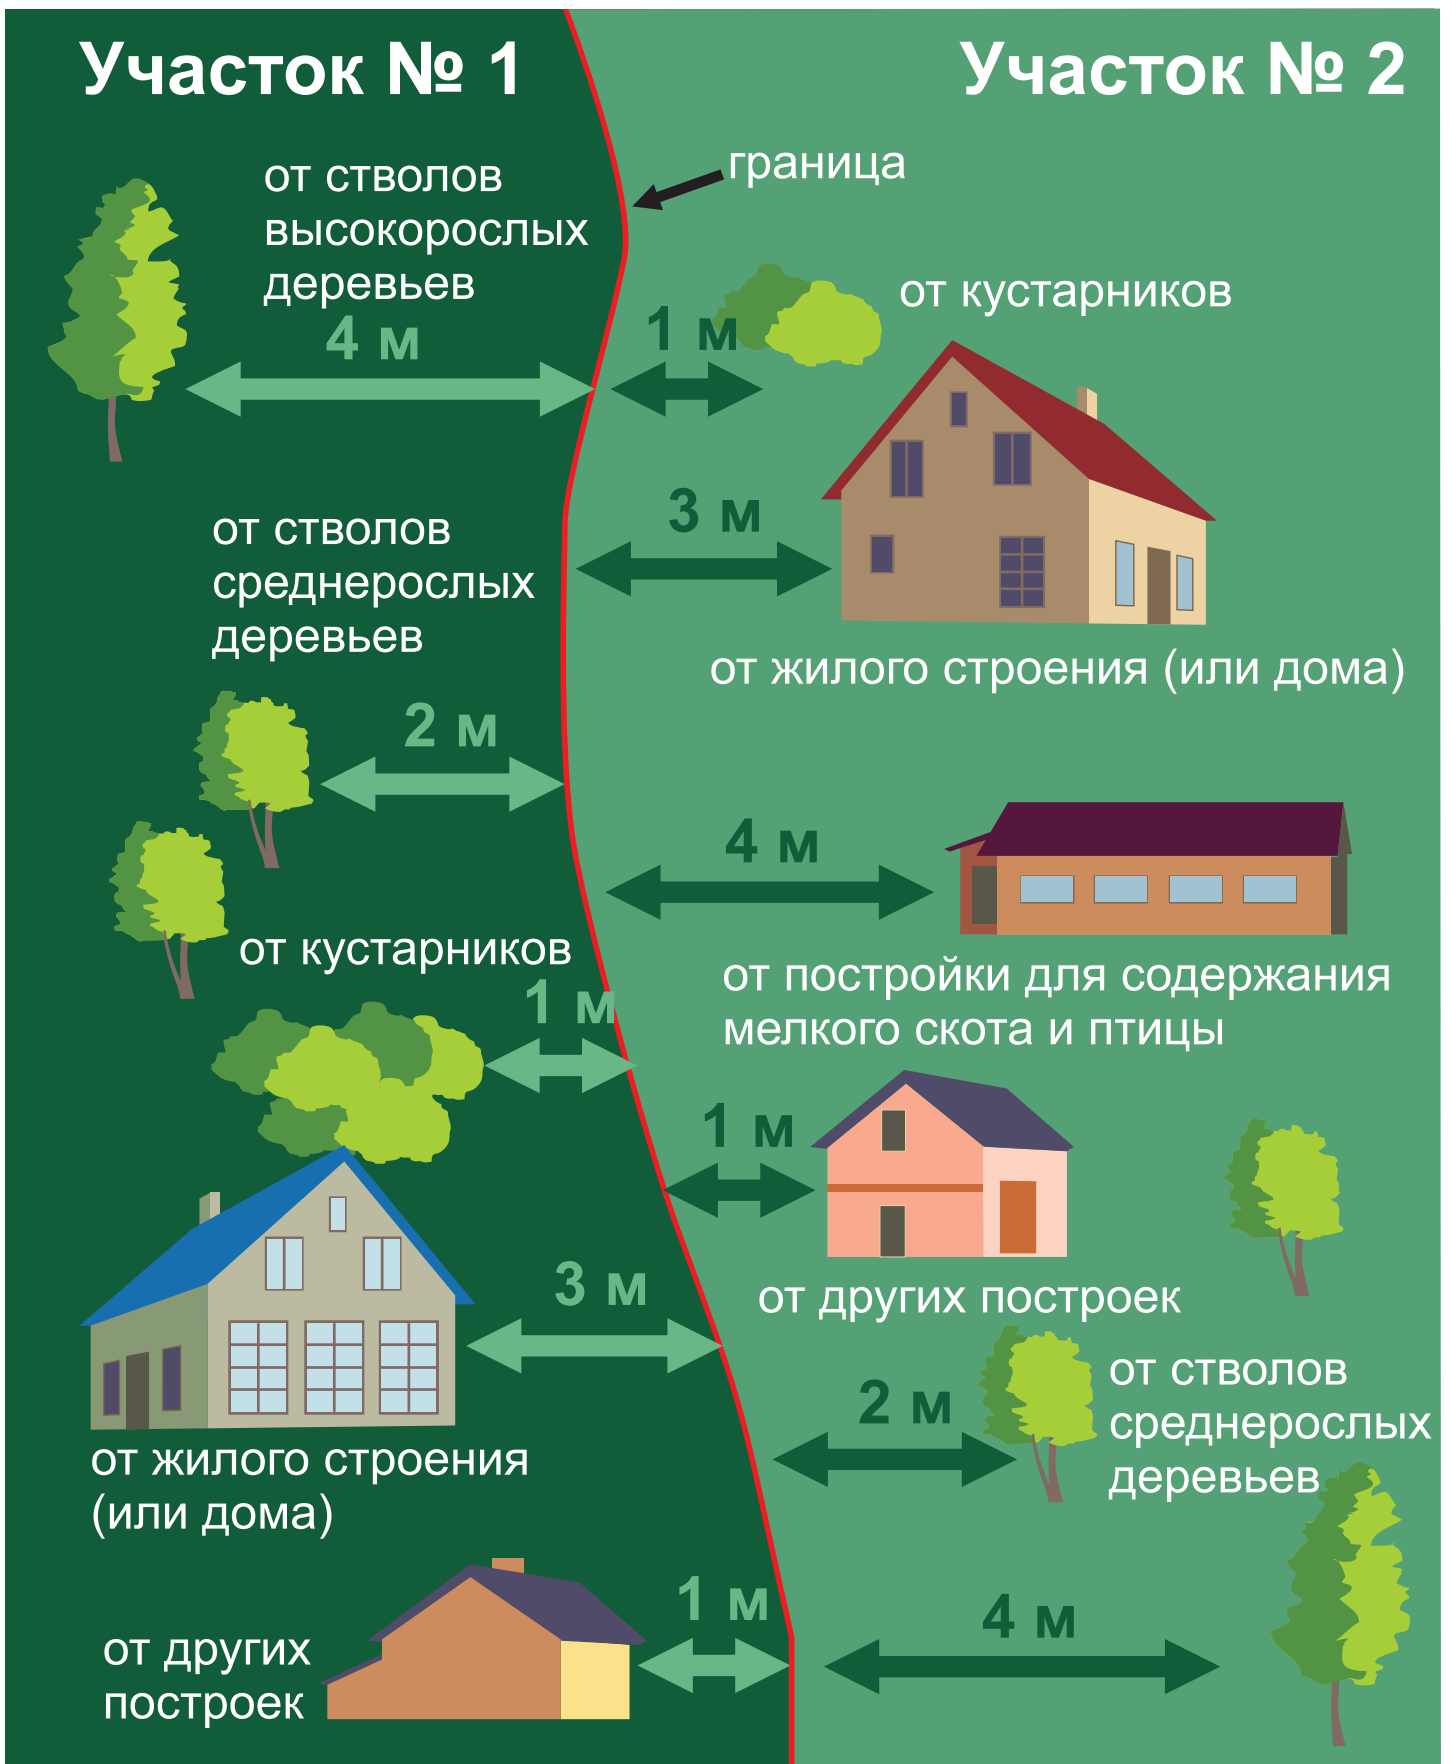 Участок № 1
от стволов
высокорослых
деревьев
4 м
от стволов
среднерослых
деревьев
2 м
от кустарников
1 м
3 м
от жилого строения
(или дома)
1 м
от других
построек
Участок № 2
граница
от кустарников
1 м
3 м
от жилого строения (или дома)
4 м
от постройки для содержания
мелкого скота и птицы
1 м
от других построек
2 м
от стволов
среднерослых
деревьев
4 м